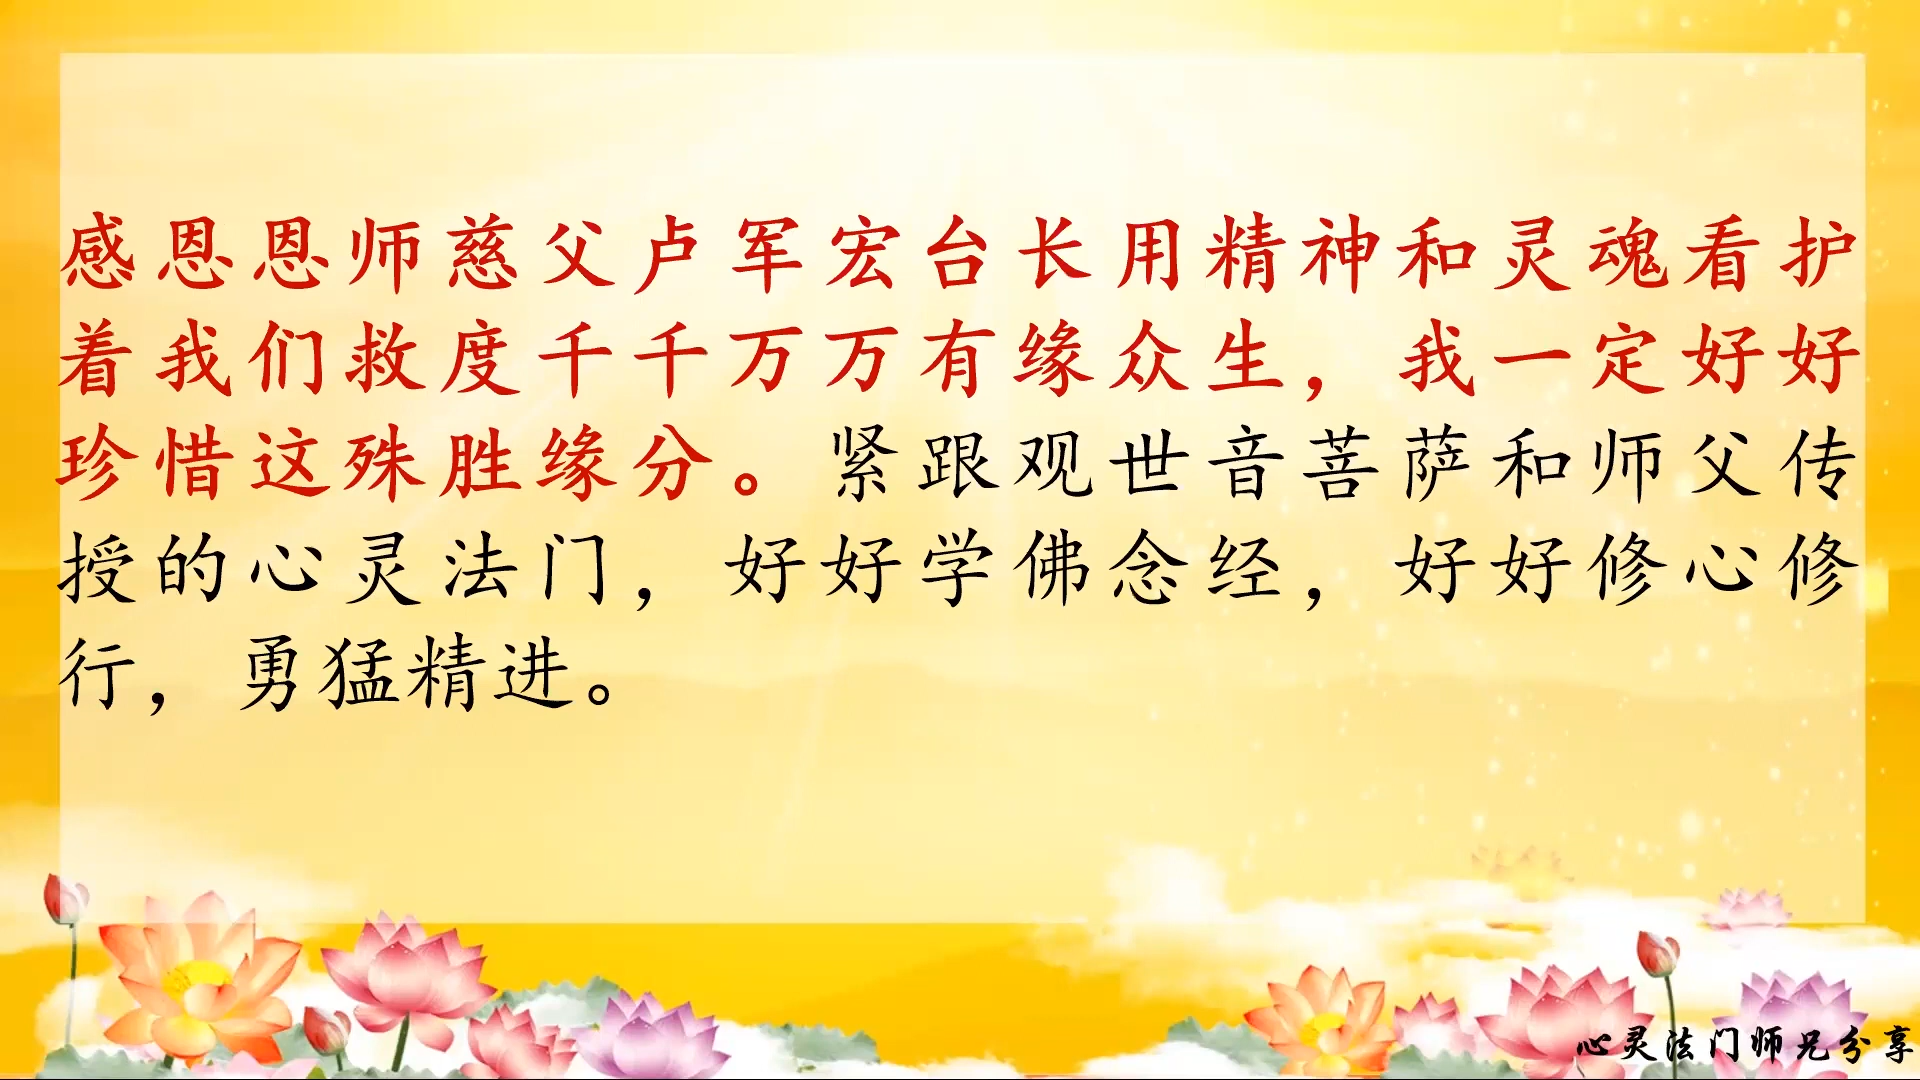 感恩恩师慈父卢军宏台长用精神和灵魂看护
着我们救度千千万万有缘众生，我一定好好
珍惜这殊胜缘分。紧跟观世音菩萨和师父传
授的心灵法门，好好学佛念经，好好修心修
行，勇猛精进。
心灵法门师兄分享